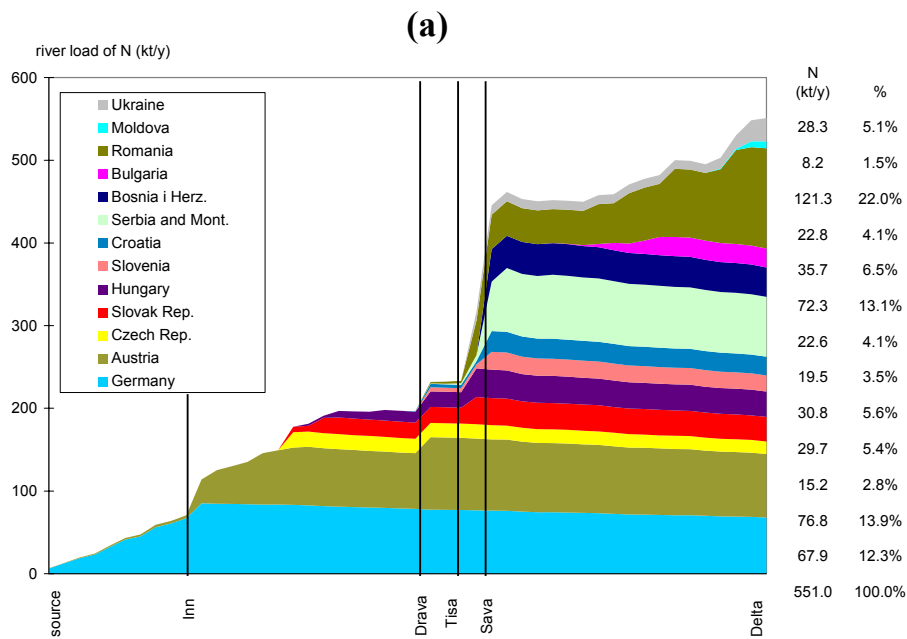 (a)
river load of N (kt/y)
N
(kt/y) %
600
500
400
300
200
100
0
Ukraine
Moldova
Romania
Bulgaria
Bosnia i Herz.
Serbia and Mont.
Croatia
Slovenia
Hungary
Slovak Rep.
Czech Rep.
Austria
Germany
28.3 5.1%
8.2 1.5%
121.3 22.0%
22.8 4.1%
35.7 6.5%
72.3 13.1%
22.6 4.1%
19.5 3.5%
30.8 5.6%
29.7 5.4%
15.2 2.8%
76.8 13.9%
67.9 12.3%
551.0 100.0%
source
Inn
Drava
Tisa
Sava
Delta